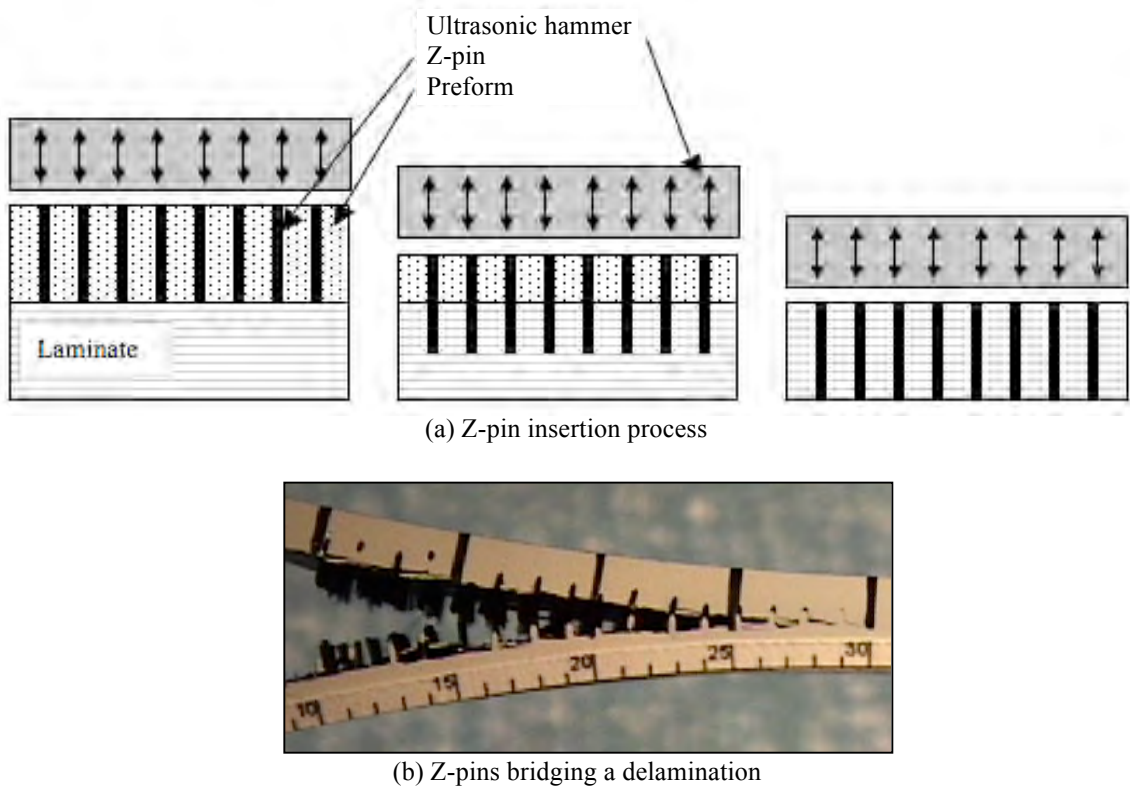 Ultrasonic hammer
Z-pin
Preform
Laminate
(a) Z-pin insertion process
10
15
20
25
30
(b) Z-pins bridging a delamination